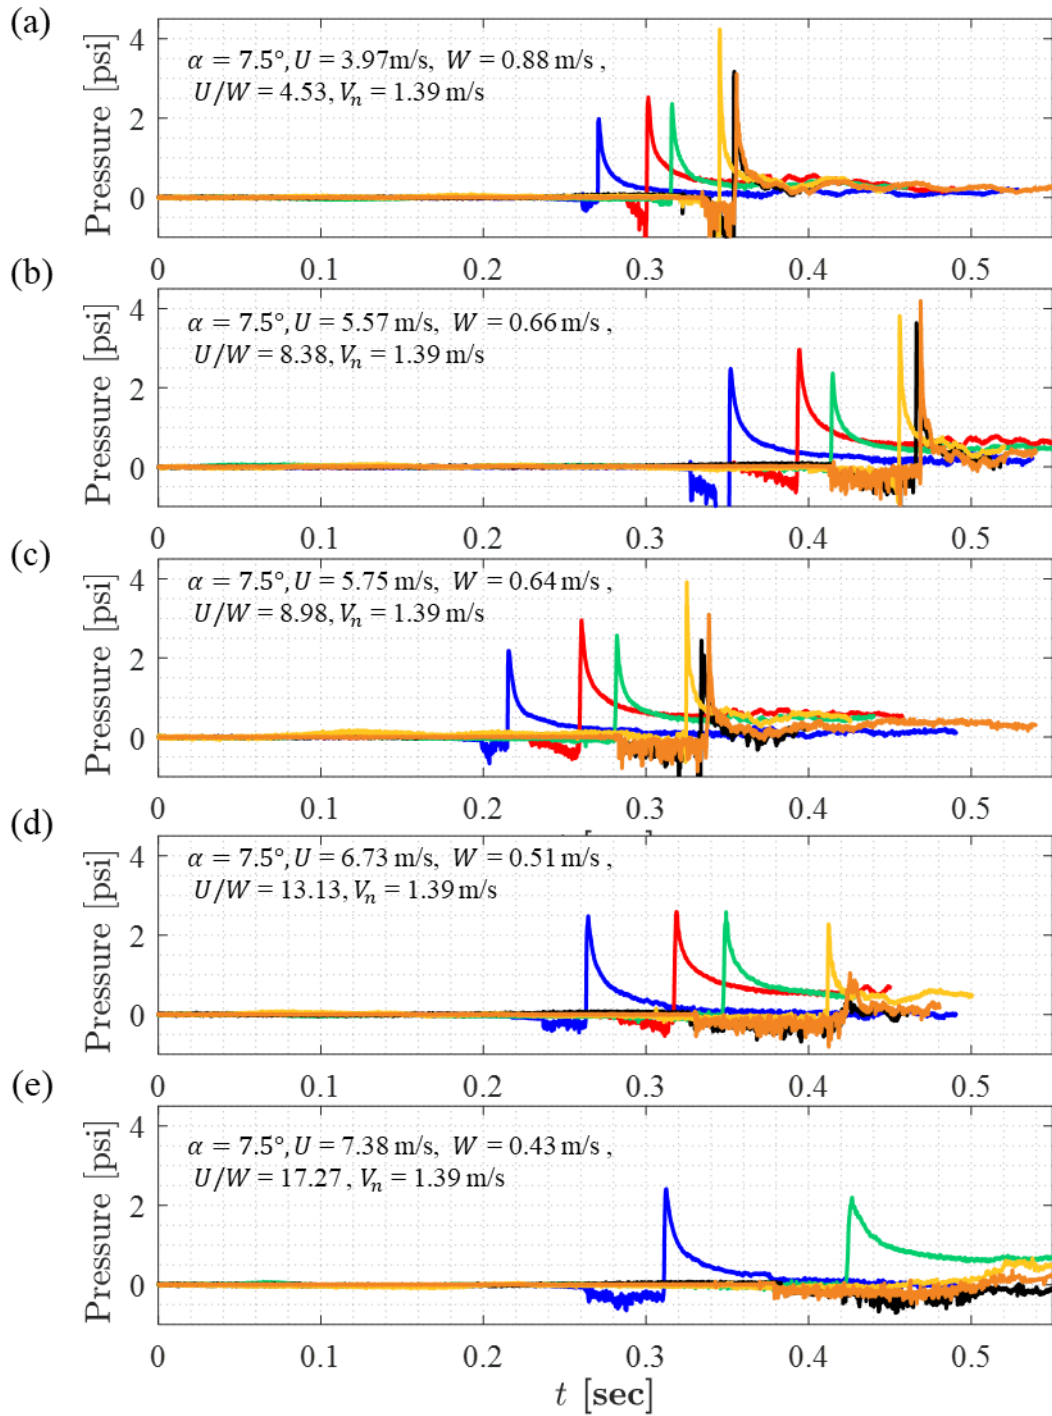 (a)
Pressure [psi]
4
2
0
α = 7.5°, U = 3.97m/s, W = 0.88 m/s ,
U/W = 4.53, Vₙ = 1.39 m/s
0 0.1 0.2 0.3 0.4 0.5
(b)
Pressure [psi]
4
2
0
α = 7.5°, U = 5.57 m/s, W = 0.66 m/s ,
U/W = 8.38, Vₙ = 1.39 m/s
0 0.1 0.2 0.3 0.4 0.5
(c)
Pressure [psi]
4
2
0
α = 7.5°, U = 5.75 m/s, W = 0.64 m/s ,
U/W = 8.98, Vₙ = 1.39 m/s
0 0.1 0.2 0.3 0.4 0.5
(d)
Pressure [psi]
4
2
0
α = 7.5°, U = 6.73 m/s, W = 0.51 m/s ,
U/W = 13.13, Vₙ = 1.39 m/s
0 0.1 0.2 0.3 0.4 0.5
(e)
Pressure [psi]
4
2
0
α = 7.5°, U = 7.38 m/s, W = 0.43 m/s ,
U/W = 17.27 , Vₙ = 1.39 m/s
0 0.1 0.2 0.3 0.4 0.5
t [sec]